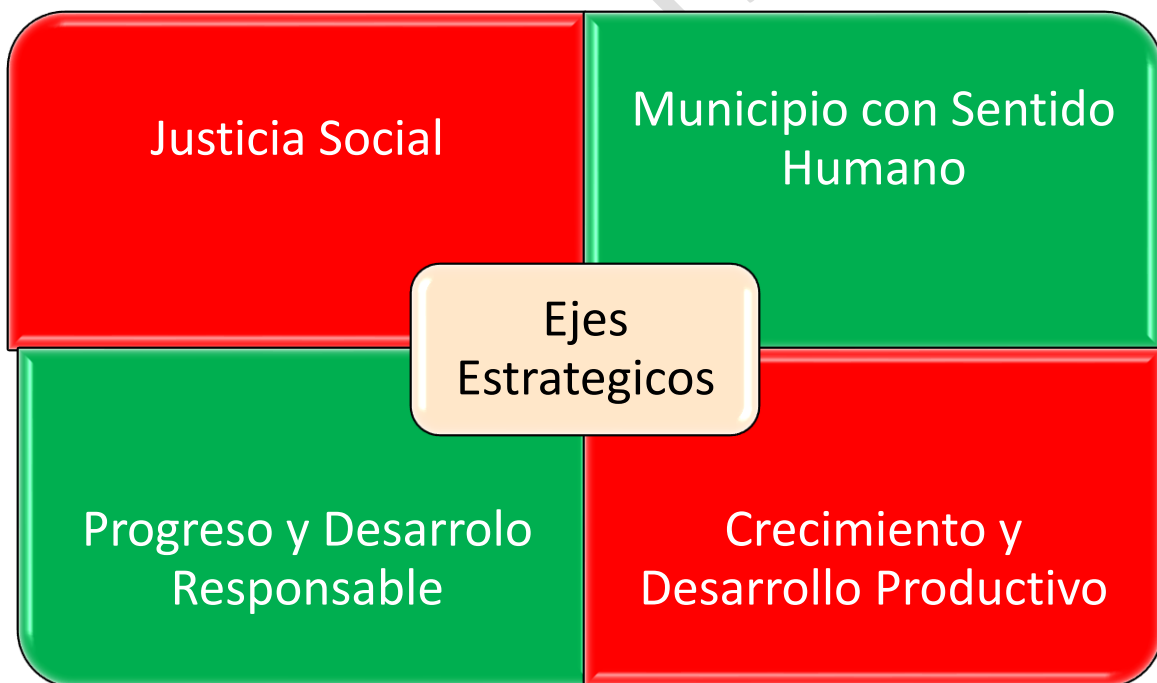 Justicia Social
Municipio con Sentido
Humano
Ejes
Estrategicos
Progreso y Desarrolo
Responsable
Crecimiento y
Desarrollo Productivo